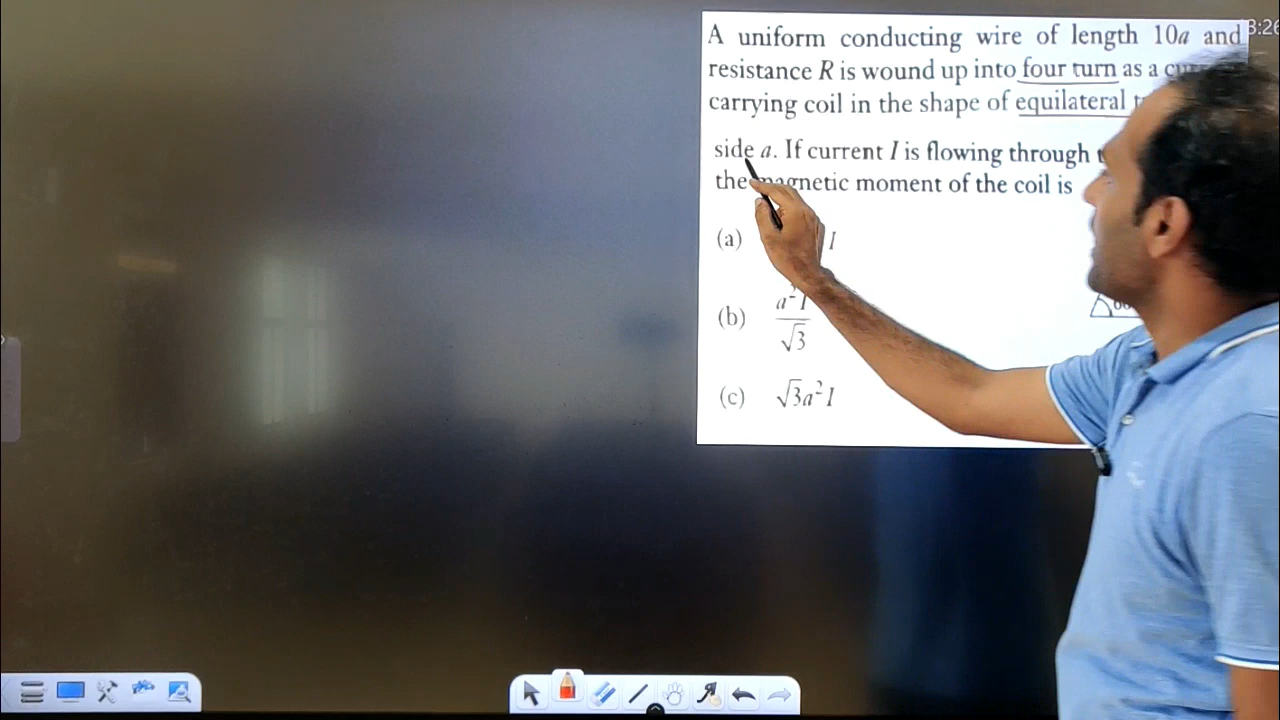 A uniform conducting wire of length 10a and
resistance R is wound up into four turn as a
carrying coil in the shape of equilateral
side a. If current I is flowing through
the magnetic moment of the coil is
(a) I
(b) a²I
√3
(c) √3a²I